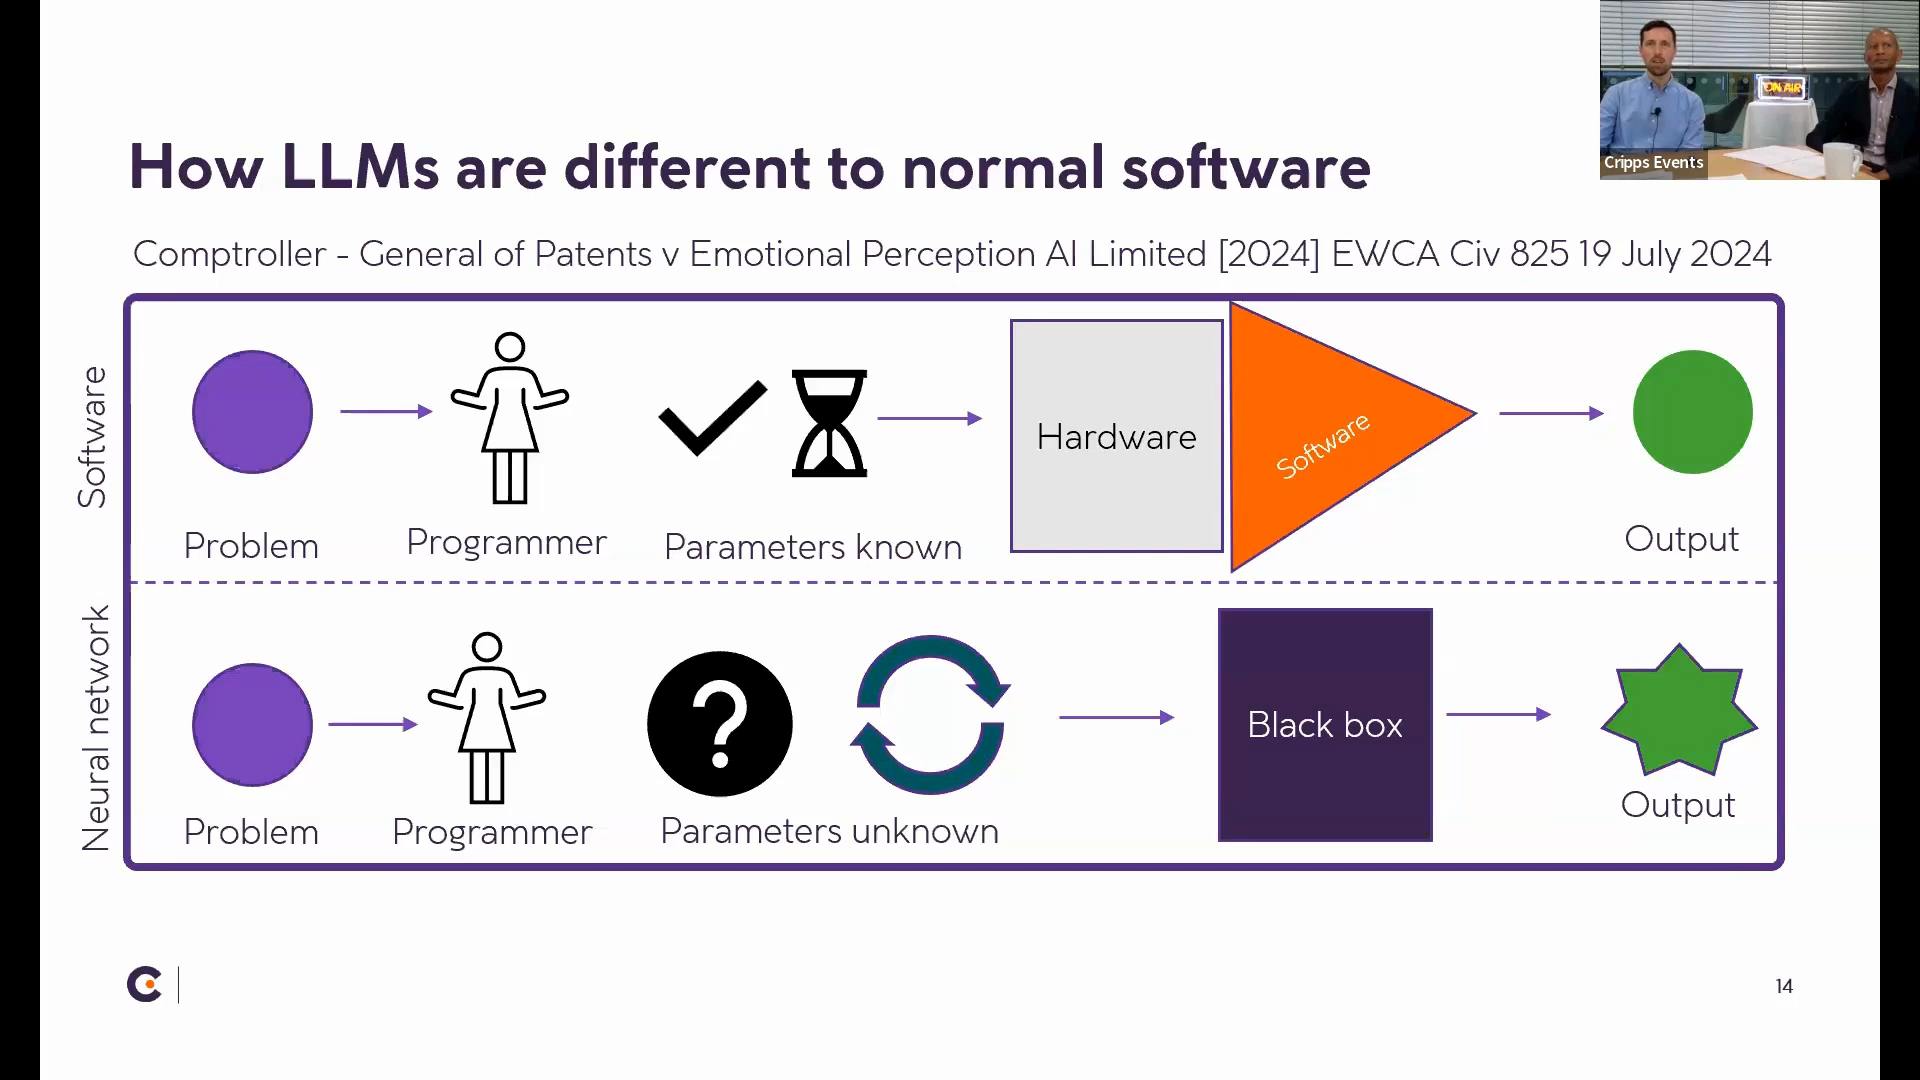 How LLMs are different to normal software
Comptroller - General of Patents v Emotional Perception AI Limited [2024] EWCA Civ 825 19 July 2024
ON AIR
Cripps Events
Software
Hardware
Software
Problem
Programmer
Parameters known
Output
Neural network
?
Black box
Problem
Programmer
Parameters unknown
Output
14